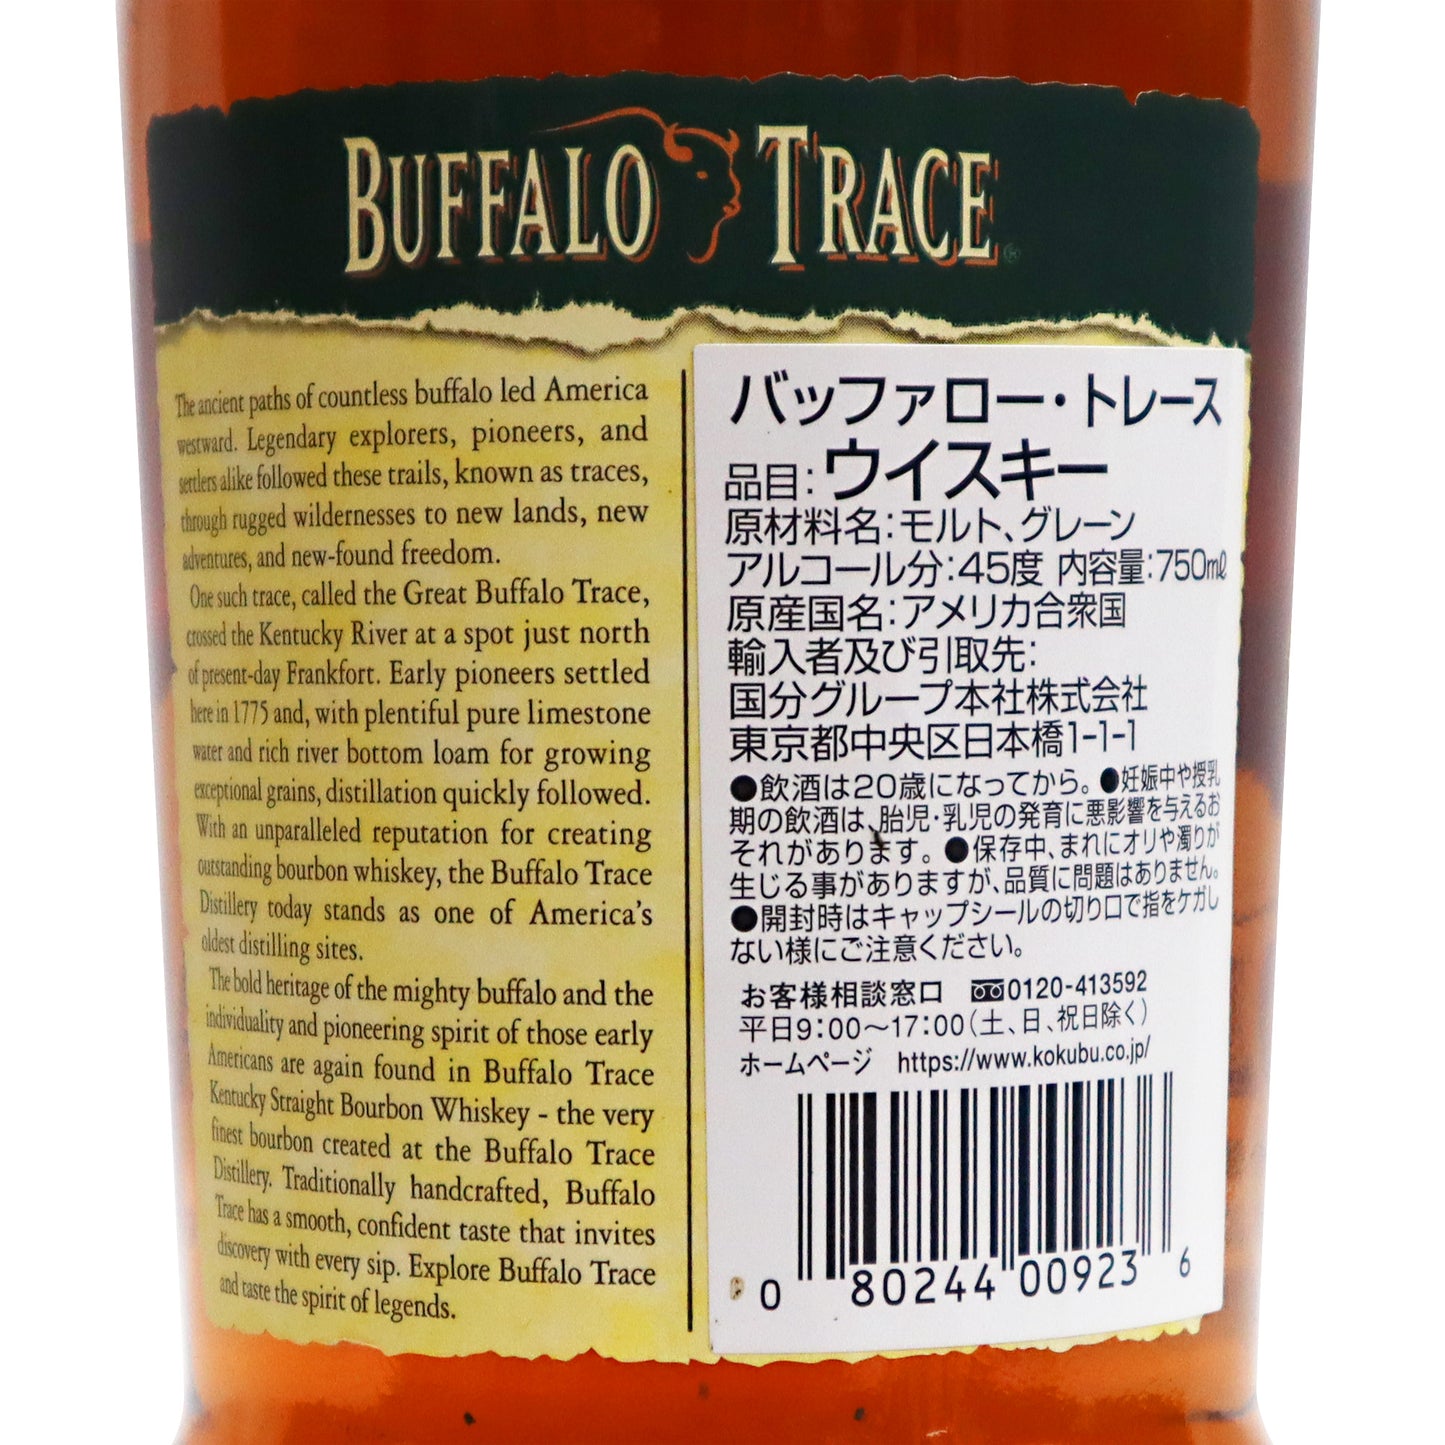 BUFFALO TRACE®
The ancient paths of countless buffalo led America
westward. Legendary explorers, pioneers, and
settlers alike followed these trails, known as traces,
through rugged wildernesses to new lands, new
adventures, and new-found freedom.
One such trace, called the Great Buffalo Trace,
crossed the Kentucky River at a spot just north
of present-day Frankfort. Early pioneers settled
here in 1775 and, with plentiful pure limestone
water and rich river bottom loam for growing
exceptional grains, distillation quickly followed.
With an unparalleled reputation for creating
outstanding bourbon whiskey, the Buffalo Trace
Distillery today stands as one of America's
oldest distilling sites.
The bold heritage of the mighty buffalo and the
individuality and pioneering spirit of those early
Americans are again found in Buffalo Trace
Kentucky Straight Bourbon Whiskey - the very
finest bourbon created at the Buffalo Trace
Distillery. Traditionally handcrafted, Buffalo
Trace has a smooth, confident taste that invites
discovery with every sip. Explore Buffalo Trace
and taste the spirit of legends.
バッファロー・トレース
品目:ウイスキー
原材料名:モルト、グレーン
アルコール分:45度 内容量:750mℓ
原産国名:アメリカ合衆国
輸入者及び引取先:
国分グループ本社株式会社
東京都中央区日本橋1-1-1
●飲酒は20歳になってから。●妊娠中や授乳
期の飲酒は、胎児・乳児の発育に悪影響を与えるお
それがあります。●保存中、まれにオリや濁りが
生じる事がありますが、品質に問題はありません。
●開封時はキャップシールの切り口で指をケガし
ない様にご注意ください。
お客様相談窓口 0120-413592
平日9:00〜17:00(土、日、祝日除く)
ホームページ https://www.kokubu.co.jp/
0 80244 00923 6